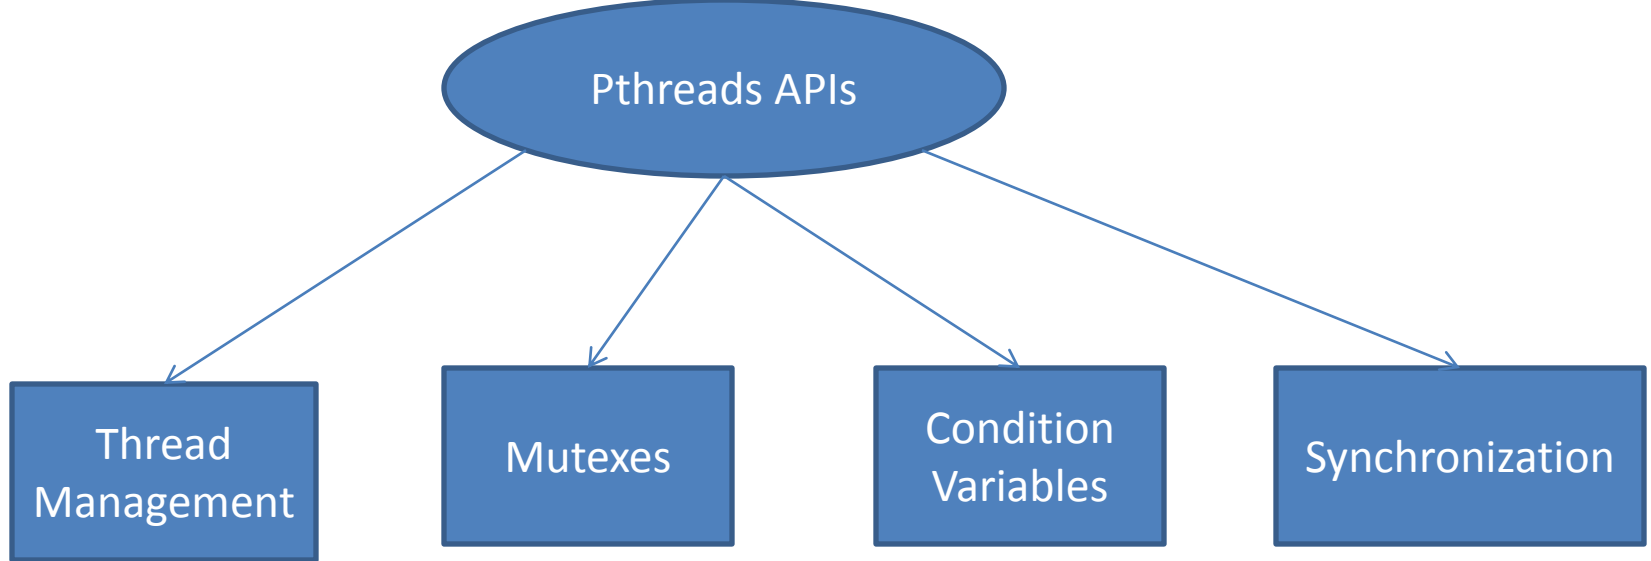 Pthreads APIs
Thread
Management
Mutexes
Condition
Variables
Synchronization